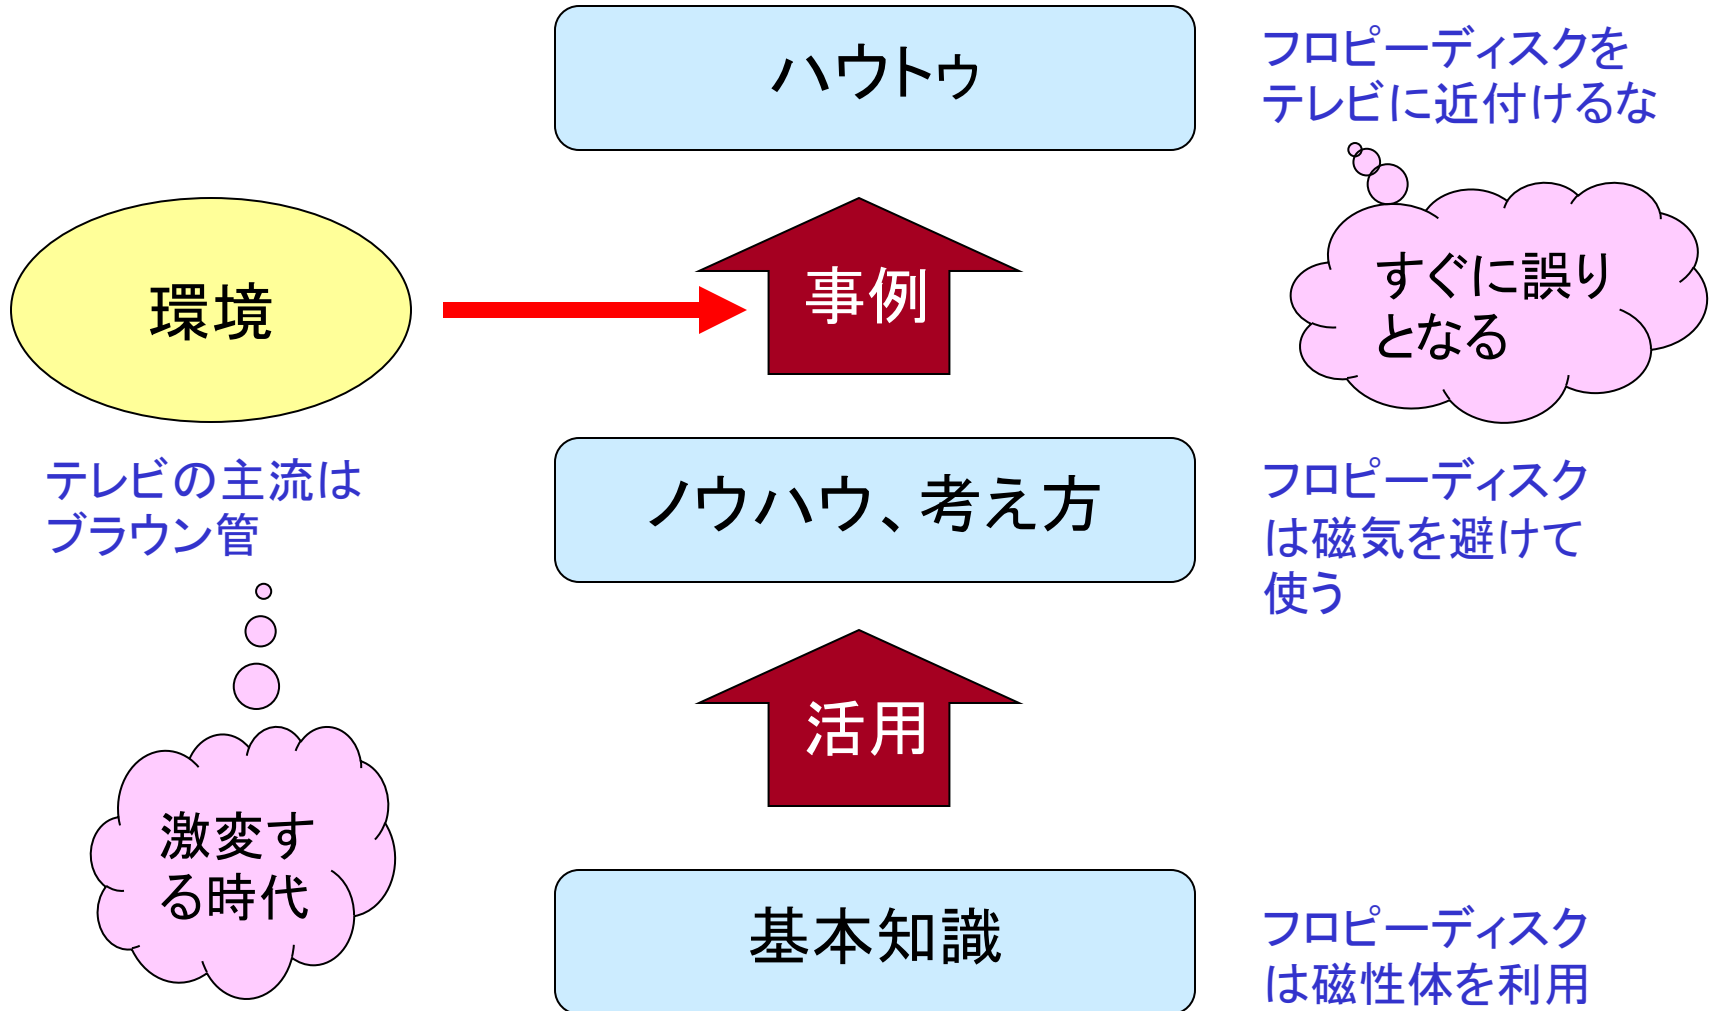 ハウトゥ
フロピーディスクを
テレビに近付けるな
環境
事例
すぐに誤り
となる
テレビの主流は
ブラウン管
ノウハウ、考え方
フロピーディスク
は磁気を避けて
使う
活用
激変す
る時代
基本知識
フロピーディスク
は磁性体を利用